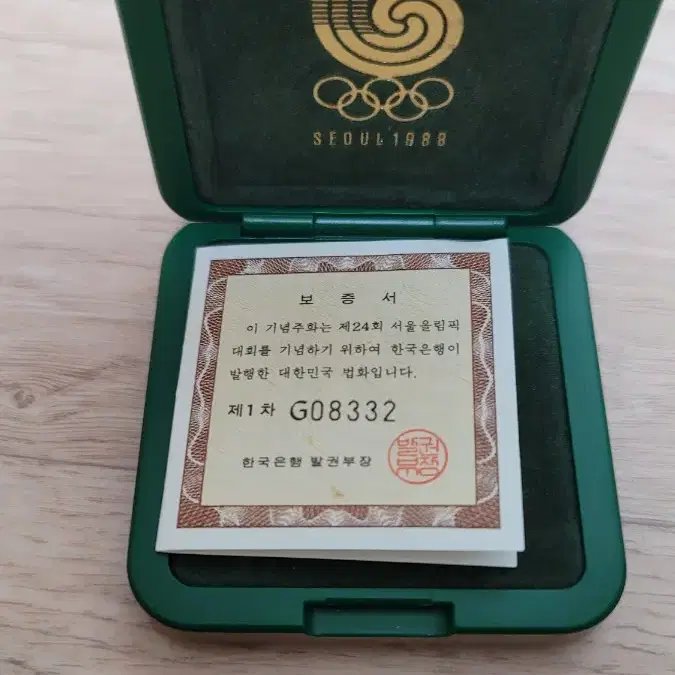 SEOUL 1988
보증서
이 기념주화는 제24회 서울올림픽
대회를 기념하기 위하여 한국은행이
발행한 대한민국 법화입니다.
제1차 G08332
한국은행 발권부장